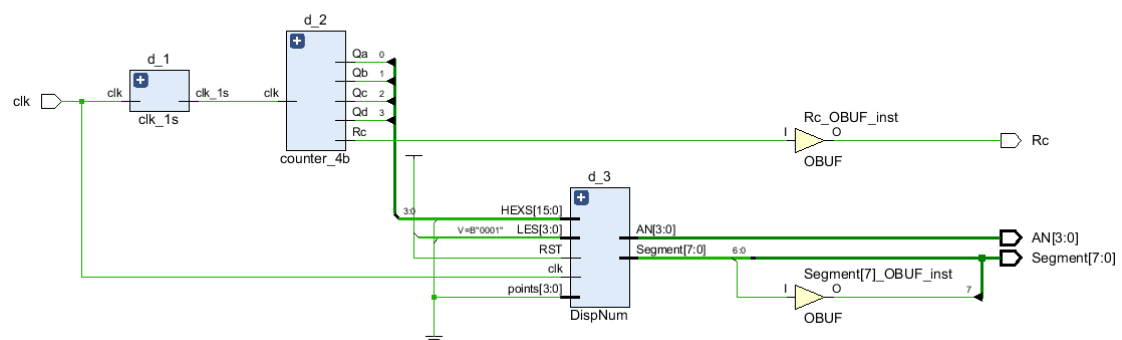 d_2
d_1
clk
clk
clk_1s
clk_1s
clk
Qa 0
Qb 1
Qc 2
Qd 3
Rc
counter_4b
Rc_OBUF_inst
I
O
OBUF
Rc
d_3
3:0
HEXS[15:0]
V=B"0001"
LES[3:0]
RST
clk
points[3:0]
AN[3:0]
Segment[7:0]
6:0
DispNum
AN[3:0]
Segment[7:0]
Segment[7]_OBUF_inst
I
O
7
OBUF